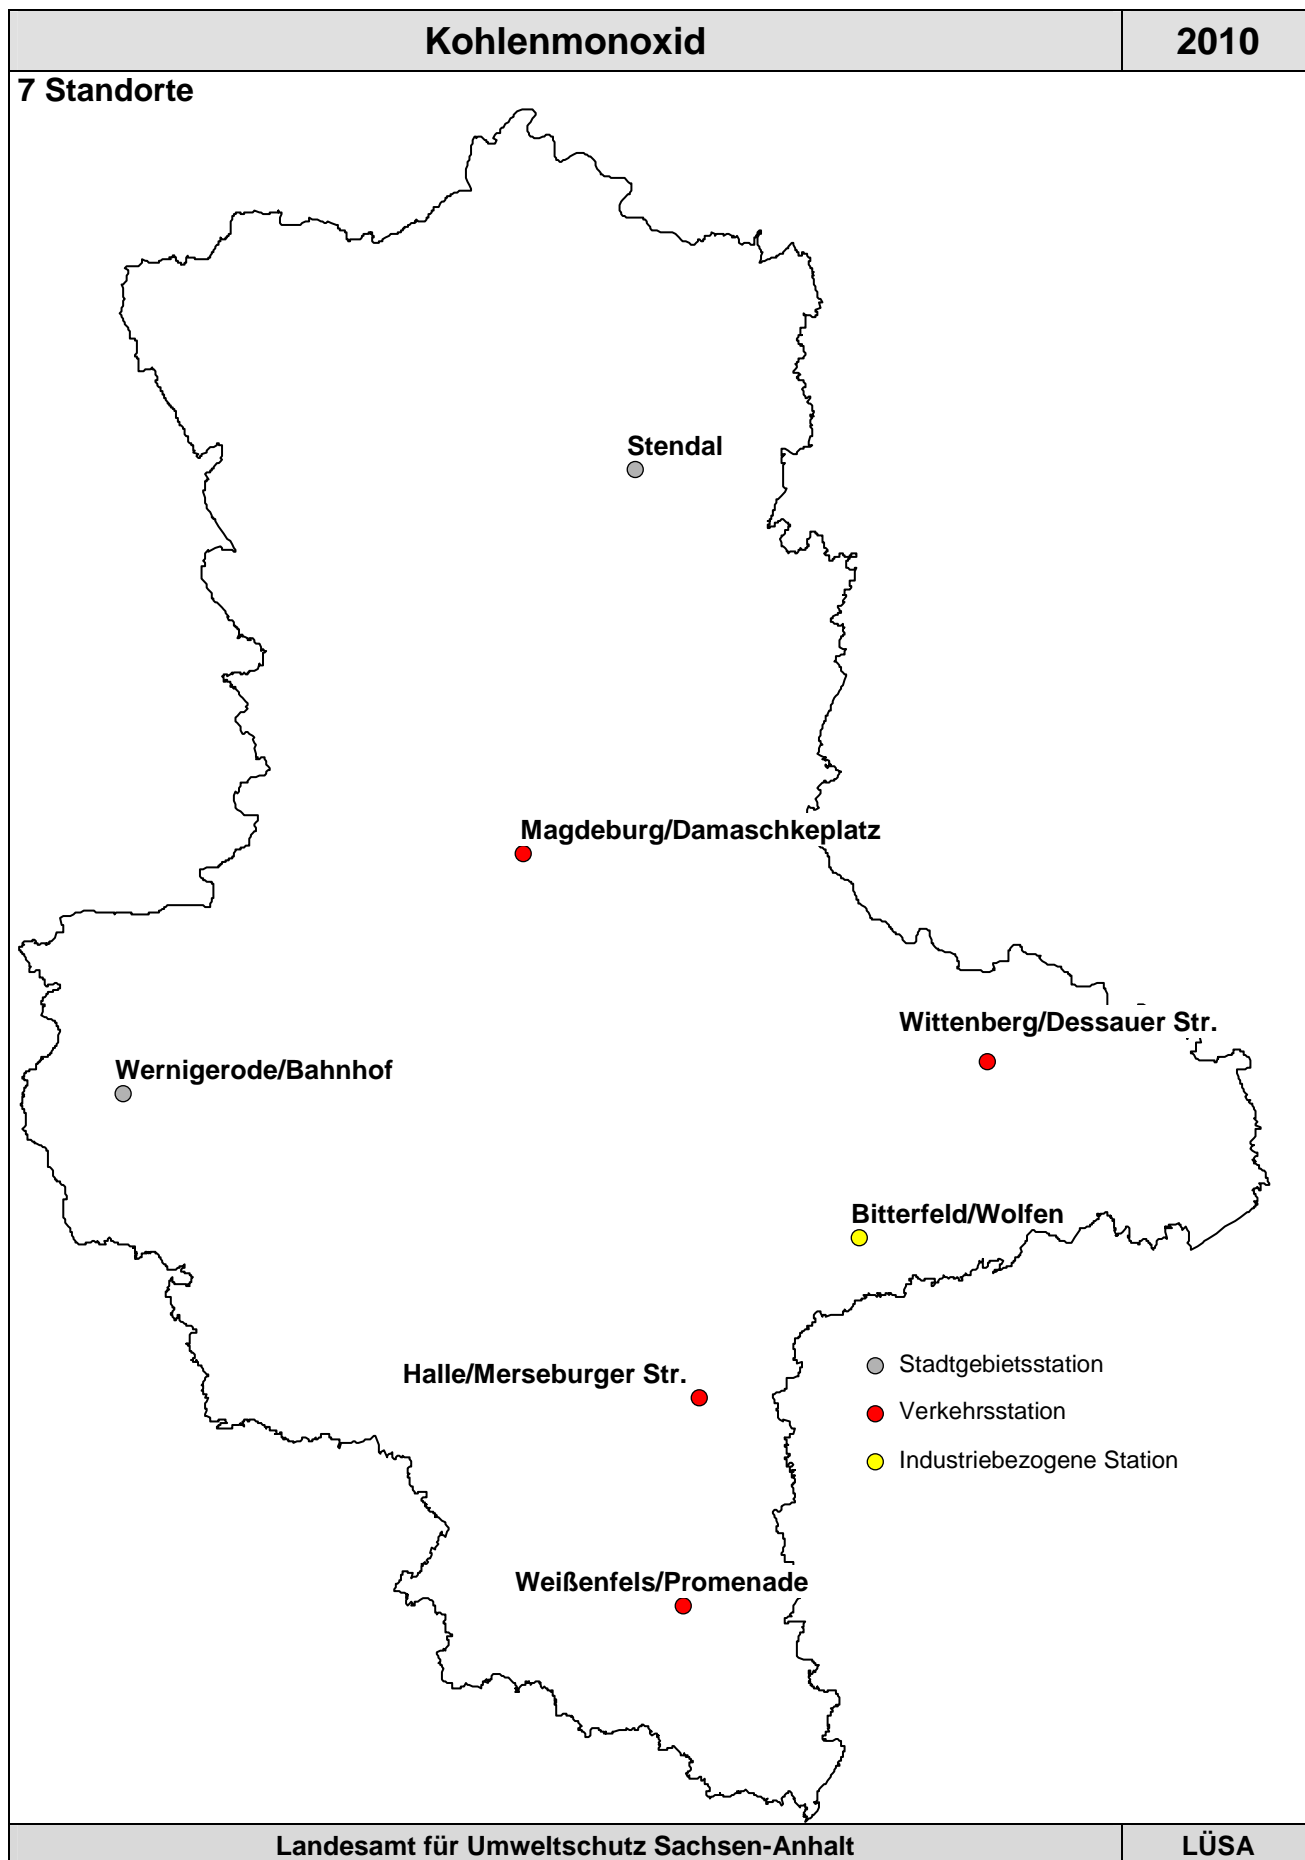 Kohlenmonoxid 2010
7 Standorte
Stendal
Magdeburg/Damaschkeplatz
Wittenberg/Dessauer Str.
Wernigerode/Bahnhof
Bitterfeld/Wolfen
Halle/Merseburger Str.
Stadtgebietsstation
Verkehrsstation
Industriebezogene Station
Weißenfels/Promenade
Landesamt für Umweltschutz Sachsen-Anhalt LÜSA